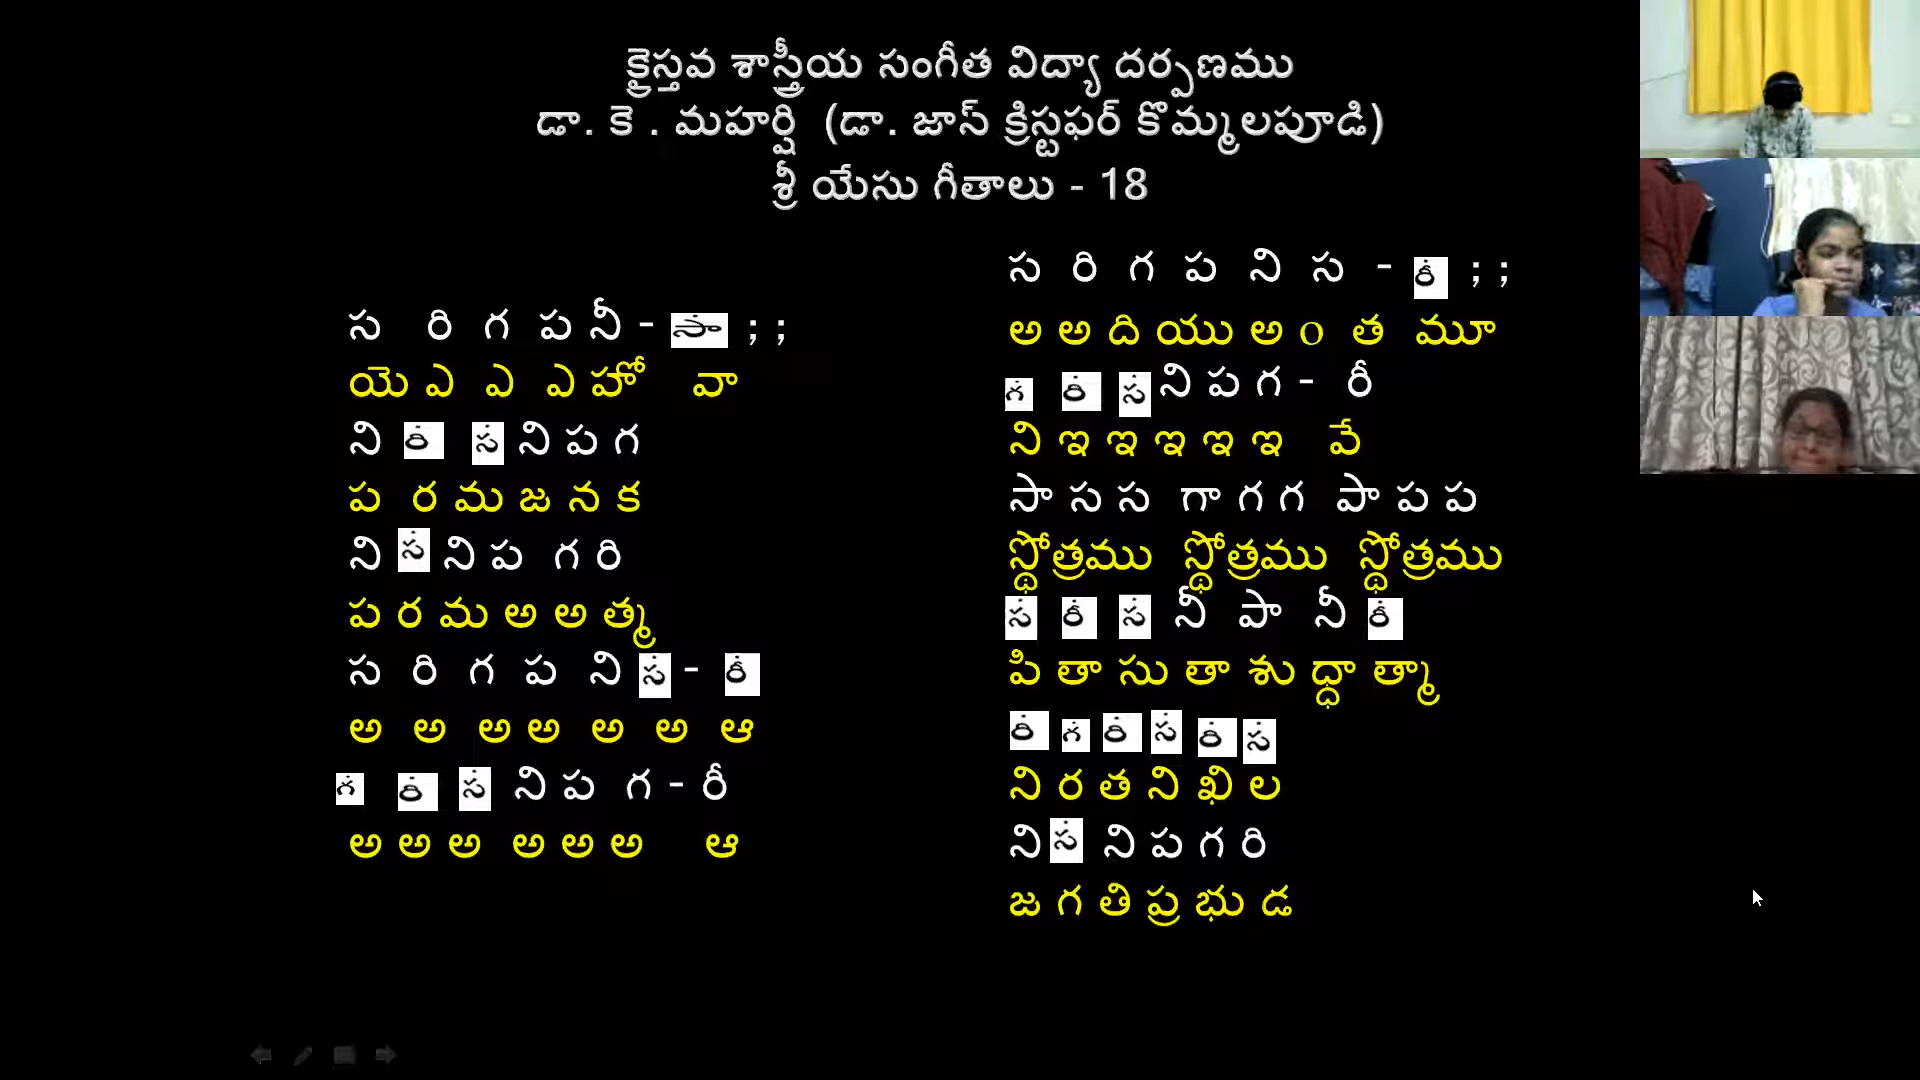 క్రైస్తవ శాస్త్రీయ సంగీత విద్యా దర్పణము
డా. కె . మహర్షి (డా. జాన్ క్రిస్టఫర్ కొమ్మలపూడి)
శ్రీ యేసు గీతాలు - 18
స రి గ ప నీ - సాׁ ; ;
యె ఎ ఎ ఎ హో వా
ని రిׁ సׁ ని ప గ
ప ర మ జ న క
ని సׁ ని ప గ రి
ప ర మ అ అ త్మ
స రి గ ప ని సׁ - రీׁ
అ అ అ అ అ అ ఆ
గׁ రిׁ సׁ ని ప గ - రీ
అ అ అ అ అ అ ఆ
స రి గ ప ని స - రీׁ ; ;
అ అ ది యు అ ం త మూ
గׁ రిׁ సׁ ని ప గ - రీ
ని ఇ ఇ ఇ ఇ ఇ వే
సా స స గా గ గ పా ప ప
స్థోత్రము స్థోత్రము స్థోత్రము
సׁ రీׁ సׁ నీ పా నీ రీׁ
పి తా సు తా శు ధ్ధా త్మా
రిׁ గׁ రిׁ సׁ రిׁ సׁ
ని ర త ని ఖి ల
ని సׁ ని ప గ రి
జ గ తి ప్ర భు డ